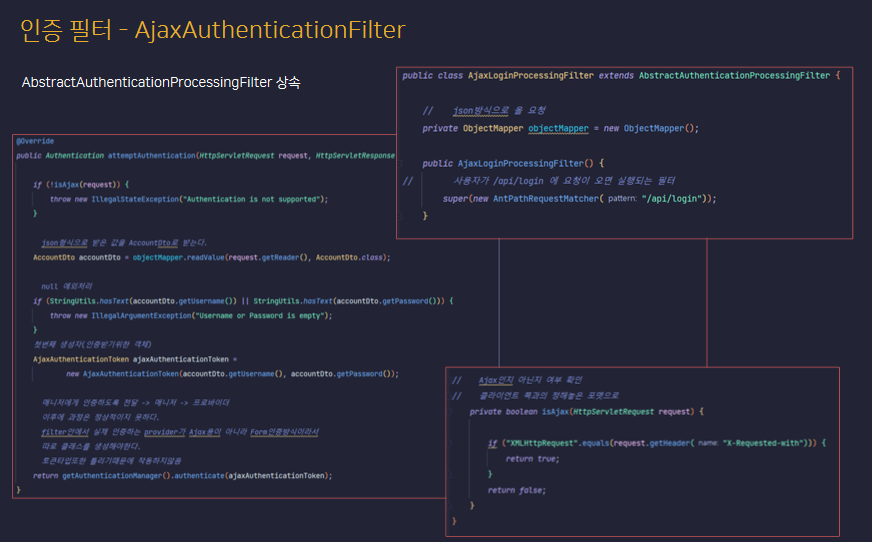 인증 필터 - AjaxAuthenticationFilter
AbstractAuthenticationProcessingFilter 상속
public class AjaxLoginProcessingFilter extends AbstractAuthenticationProcessingFilter {
// json방식으로 올 요청
private ObjectMapper objectMapper = new ObjectMapper();
public AjaxLoginProcessingFilter() {
// 사용자가 /api/login 에 요청이 오면 실행되는 필터
super(new AntPathRequestMatcher( pattern: "/api/login"));
}
@Override
public Authentication attemptAuthentication(HttpServletRequest request, HttpServletResponse
if (!isAjax(request)) {
throw new IllegalStateException("Authentication is not supported");
}
json형식으로 받은 값을 AccountDto로 받는다.
AccountDto accountDto = objectMapper.readValue(request.getReader(), AccountDto.class);
null 예외처리
if (StringUtils.hasText(accountDto.getUsername()) || StringUtils.hasText(accountDto.getPassword())) {
throw new IllegalArgumentException("Username or Password is empty");
}
첫번째 생성자(인증받기위한 객체)
AjaxAuthenticationToken ajaxAuthenticationToken =
new AjaxAuthenticationToken(accountDto.getUsername(), accountDto.getPassword());
매니저에게 인증하도록 전달 -> 매니저 -> 프로바이더
이후에 과정은 정상적이지 못하다.
filter안에서 실제 인증하는 provider가 Ajax용이 아니라 Form인증방식이라서
따로 클래스를 생성해야한다.
토큰타입또한 틀리기때문에 작동하지않음
return getAuthenticationManager().authenticate(ajaxAuthenticationToken);
}
// Ajax인지 아닌지 여부 확인
// 클라이언트 쪽과의 정해놓은 포맷으로
private boolean isAjax(HttpServletRequest request) {
if ("XMLHttpRequest".equals(request.getHeader( name: "X-Requested-with"))) {
return true;
}
return false;
}
}